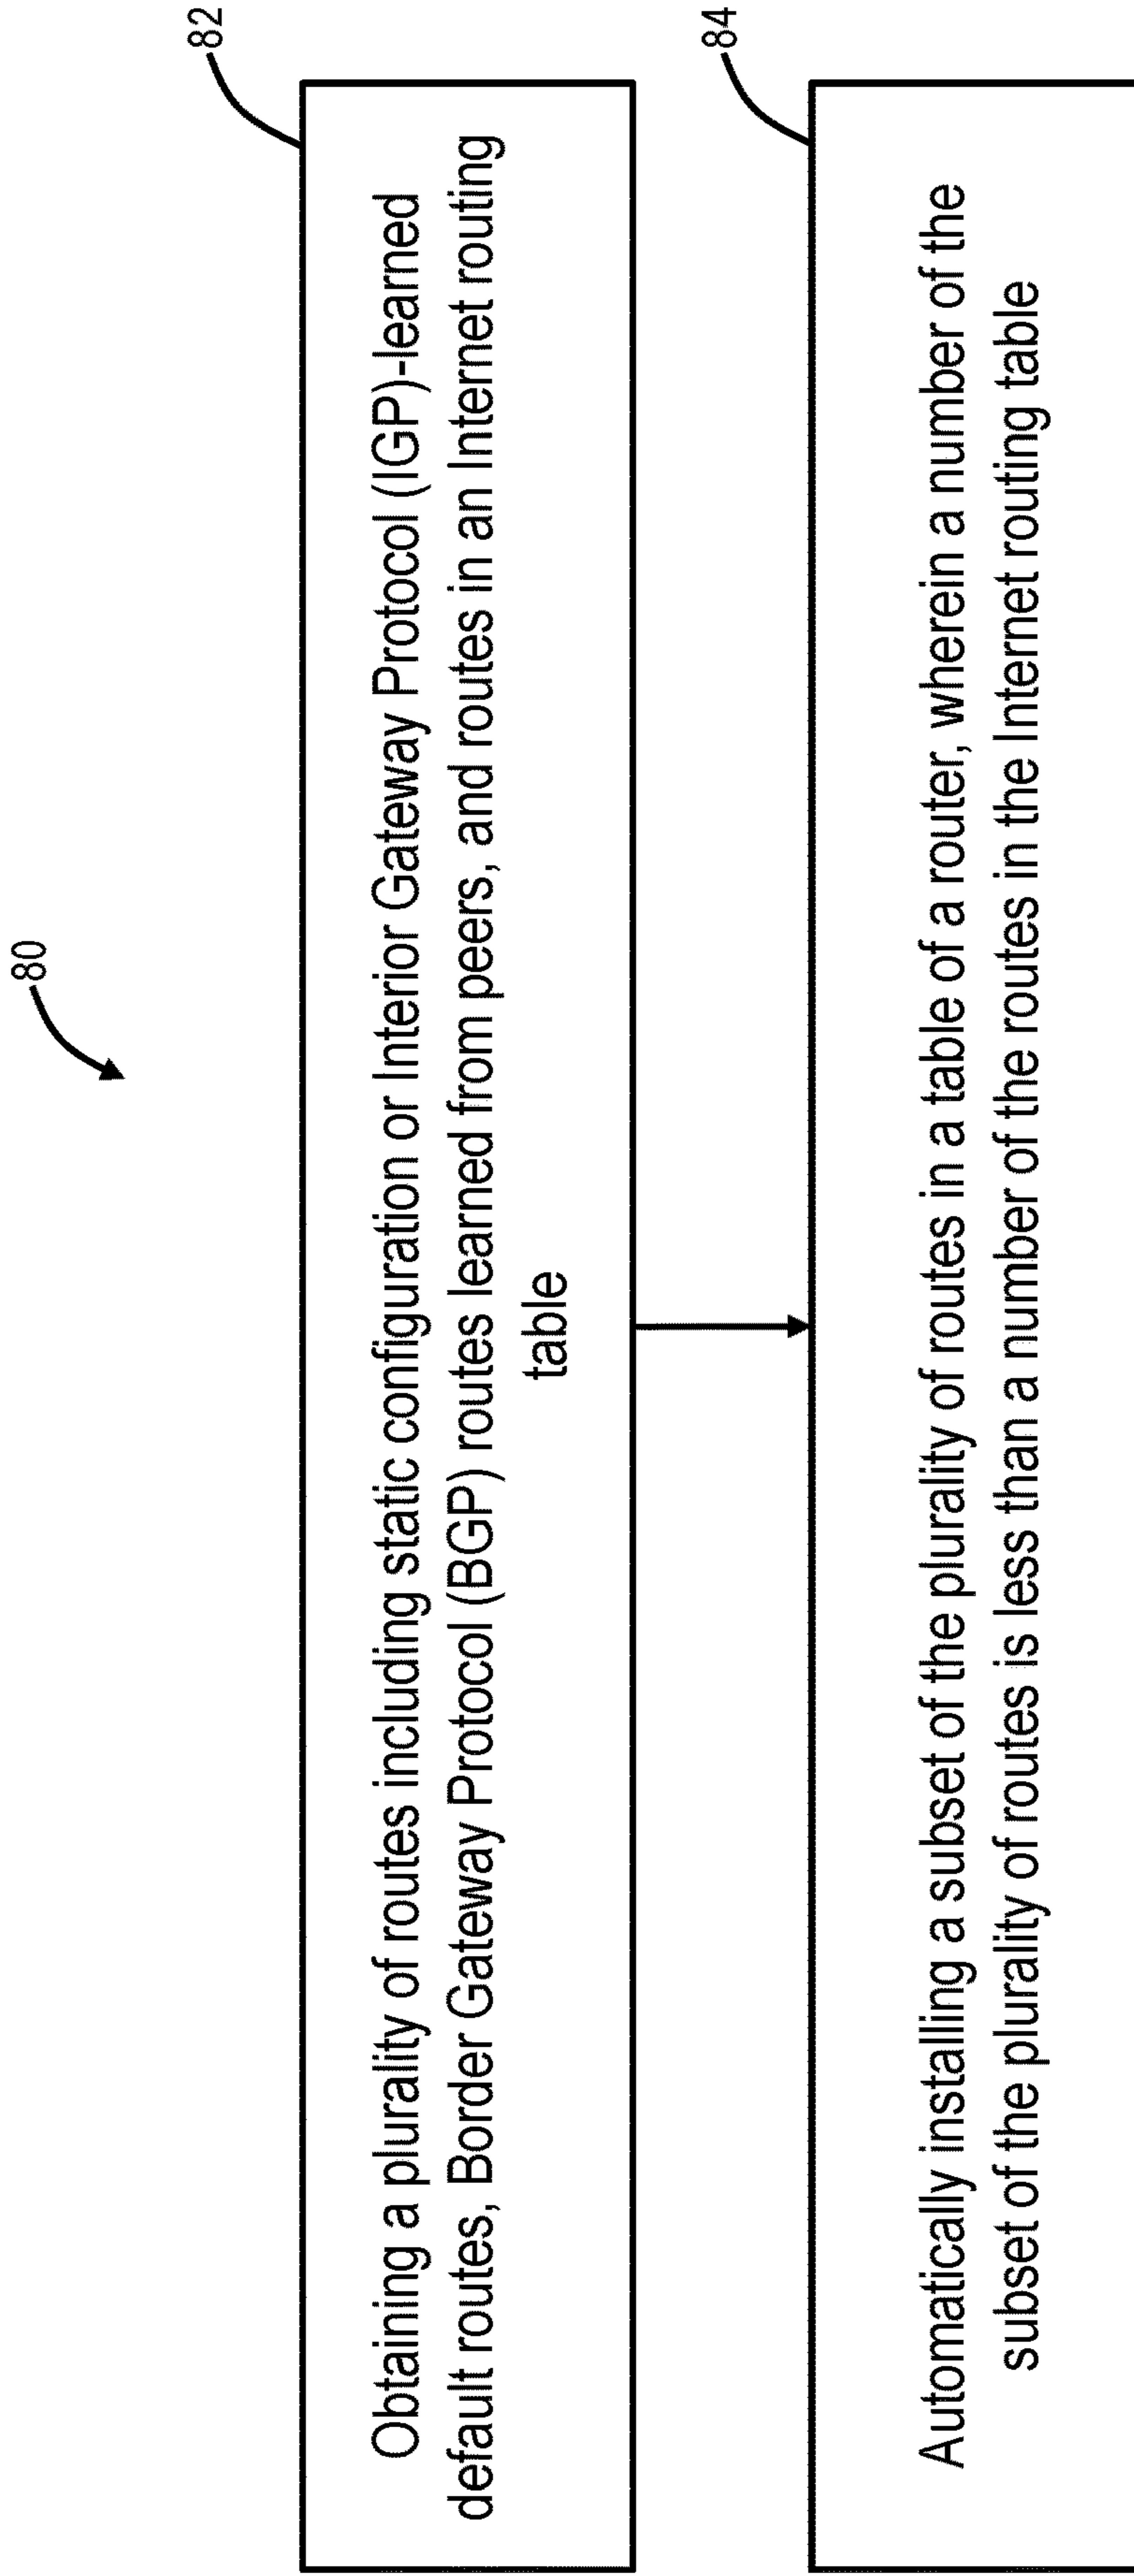 80
82
Obtaining a plurality of routes including static configuration or Interior Gateway Protocol (IGP)-learned
default routes, Border Gateway Protocol (BGP) routes learned from peers, and routes in an Internet routing
table
84
Automatically installing a subset of the plurality of routes in a table of a router, wherein a number of the
subset of the plurality of routes is less than a number of the routes in the Internet routing table